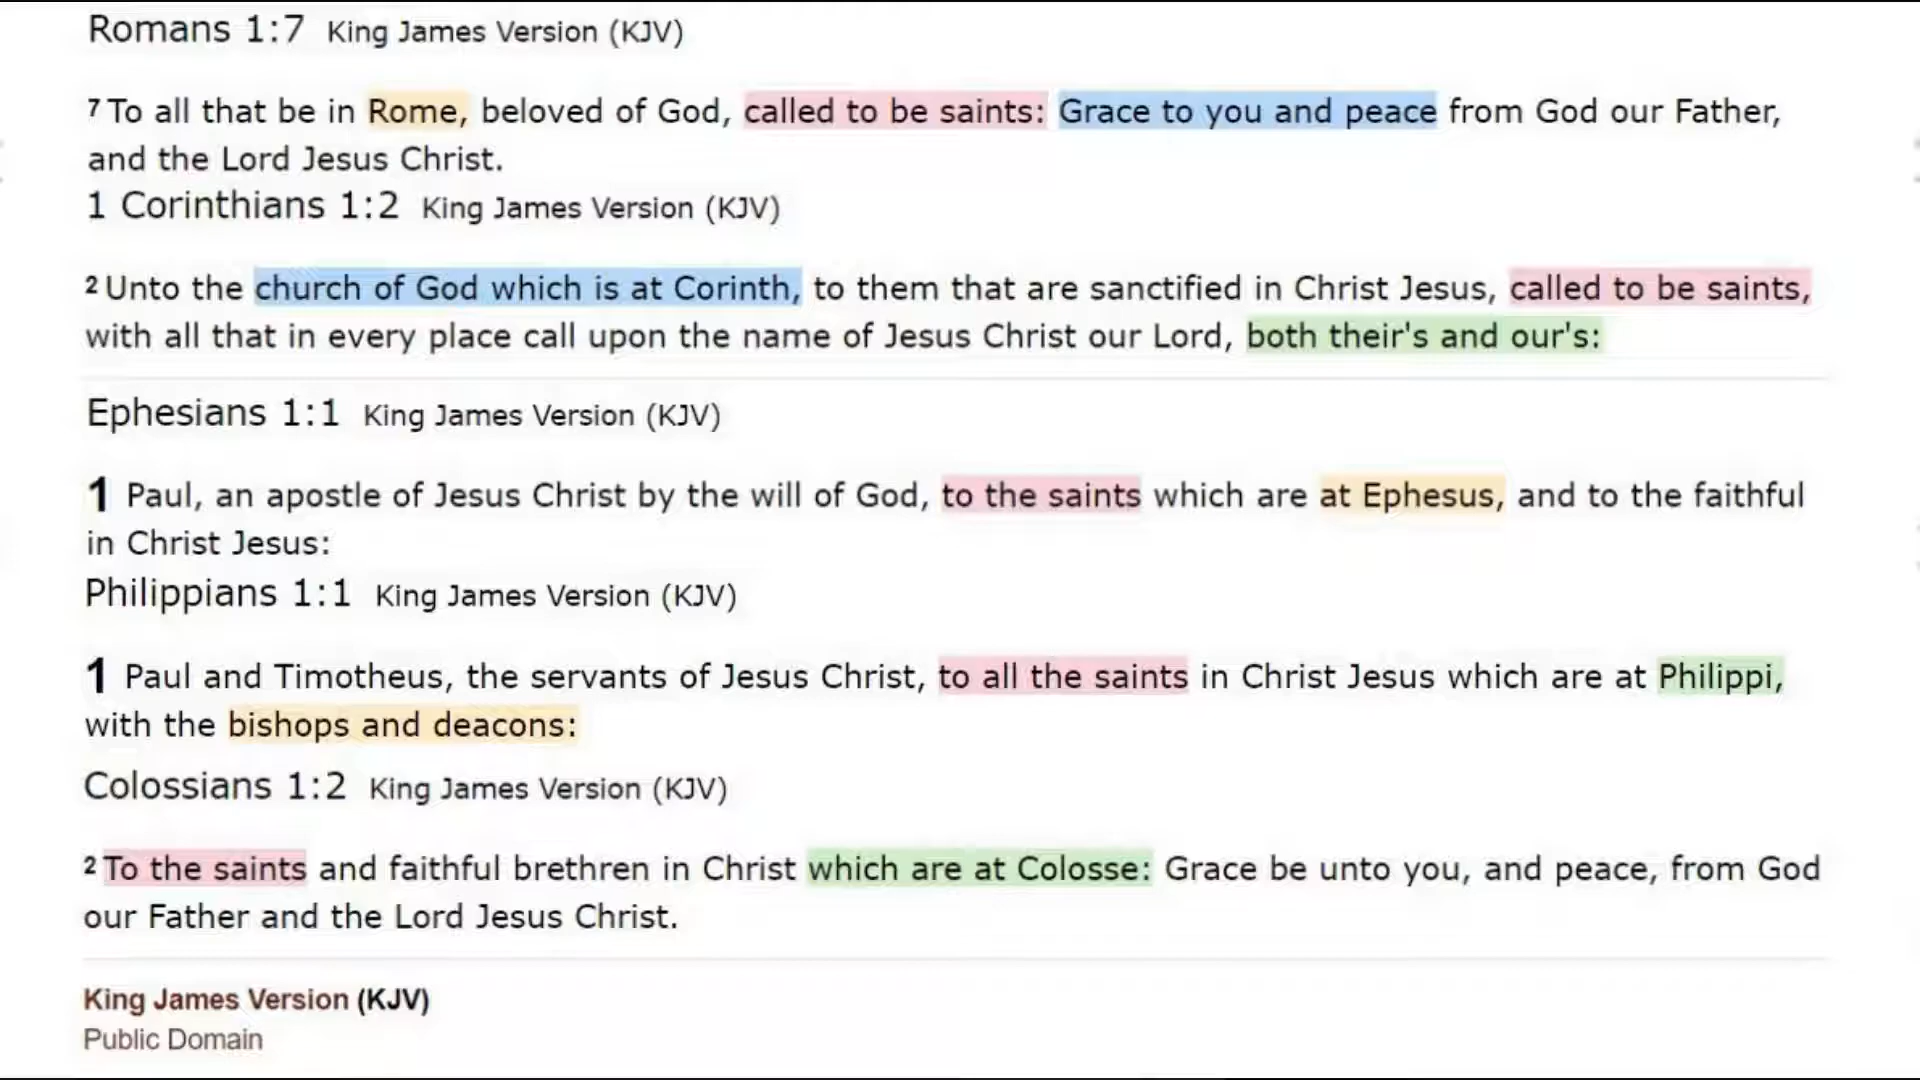 Romans 1:7 King James Version (KJV)
7 To all that be in Rome, beloved of God, called to be saints: Grace to you and peace from God our Father,
and the Lord Jesus Christ.
1 Corinthians 1:2 King James Version (KJV)
2 Unto the church of God which is at Corinth, to them that are sanctified in Christ Jesus, called to be saints,
with all that in every place call upon the name of Jesus Christ our Lord, both their's and our's:
Ephesians 1:1 King James Version (KJV)
1 Paul, an apostle of Jesus Christ by the will of God, to the saints which are at Ephesus, and to the faithful
in Christ Jesus:
Philippians 1:1 King James Version (KJV)
1 Paul and Timotheus, the servants of Jesus Christ, to all the saints in Christ Jesus which are at Philippi,
with the bishops and deacons:
Colossians 1:2 King James Version (KJV)
2 To the saints and faithful brethren in Christ which are at Colosse: Grace be unto you, and peace, from God
our Father and the Lord Jesus Christ.
King James Version (KJV)
Public Domain